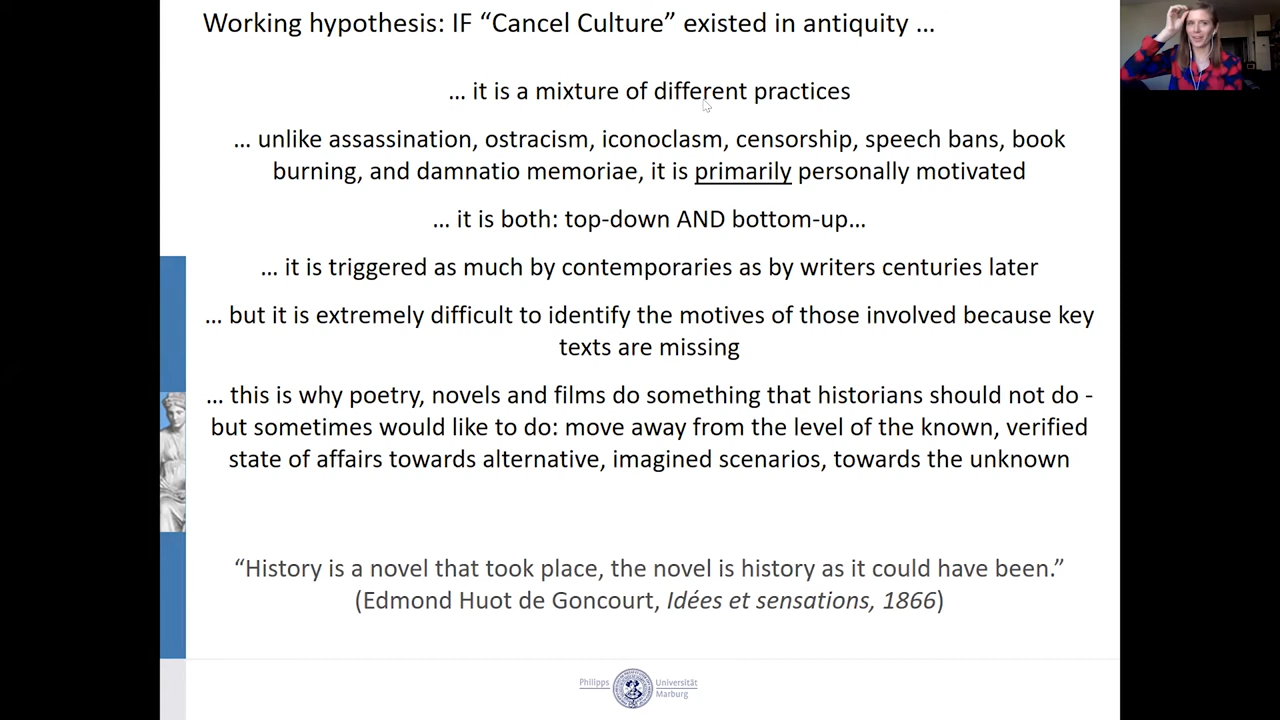 Working hypothesis: IF “Cancel Culture” existed in antiquity …
… it is a mixture of different practices
… unlike assassination, ostracism, iconoclasm, censorship, speech bans, book
burning, and damnatio memoriae, it is primarily personally motivated
… it is both: top-down AND bottom-up…
… it is triggered as much by contemporaries as by writers centuries later
… but it is extremely difficult to identify the motives of those involved because key
texts are missing
… this is why poetry, novels and films do something that historians should not do -
but sometimes would like to do: move away from the level of the known, verified
state of affairs towards alternative, imagined scenarios, towards the unknown
“History is a novel that took place, the novel is history as it could have been.”
(Edmond Huot de Goncourt, Idées et sensations, 1866)
Philipps Universität
Marburg